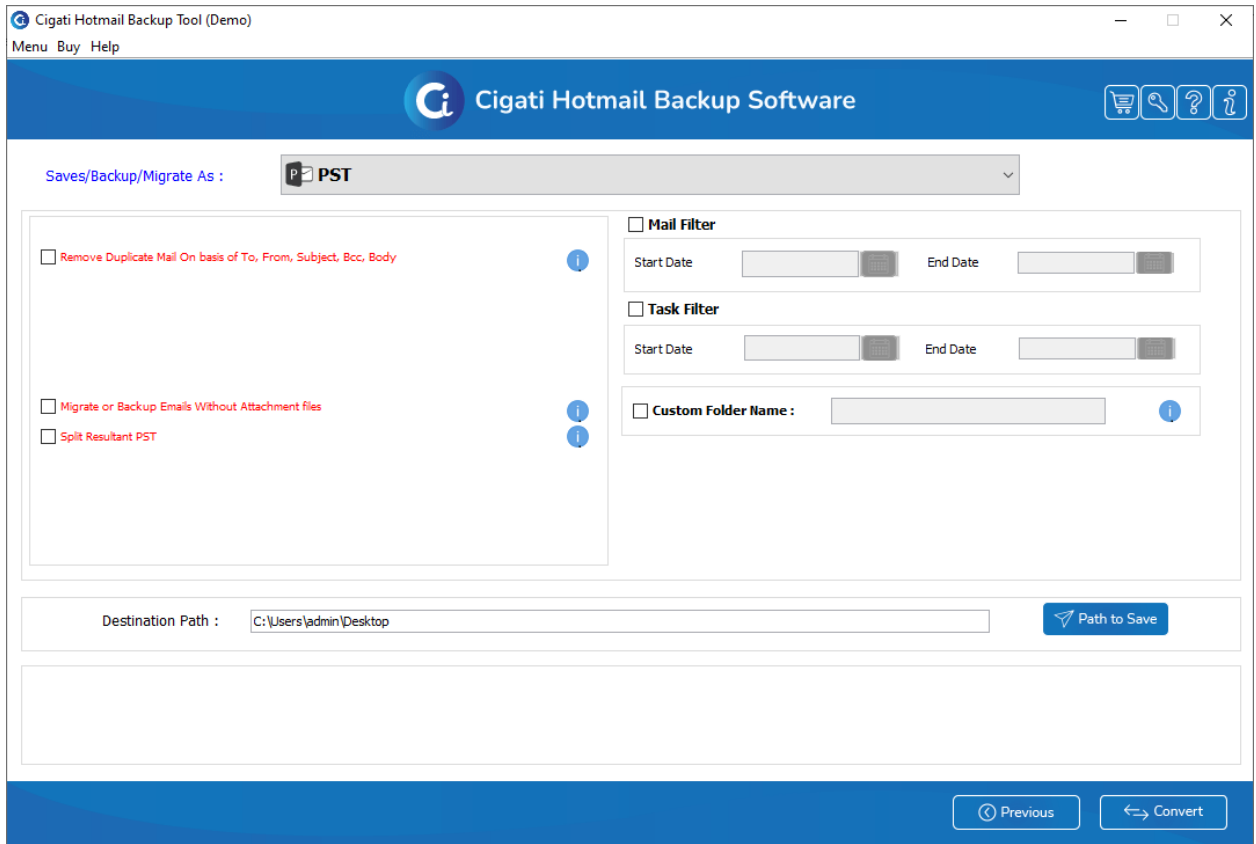 Cigati Hotmail Backup Tool (Demo)
Menu Buy Help
Ci Cigati Hotmail Backup Software
Saves/Backup/Migrate As :
P PST
Remove Duplicate Mail On basis of To, From, Subject, Bcc, Body
Migrate or Backup Emails Without Attachment files
Split Resultant PST
Mail Filter
Start Date End Date
Task Filter
Start Date End Date
Custom Folder Name :
Destination Path : C:\Users\admin\Desktop Path to Save
Previous Convert